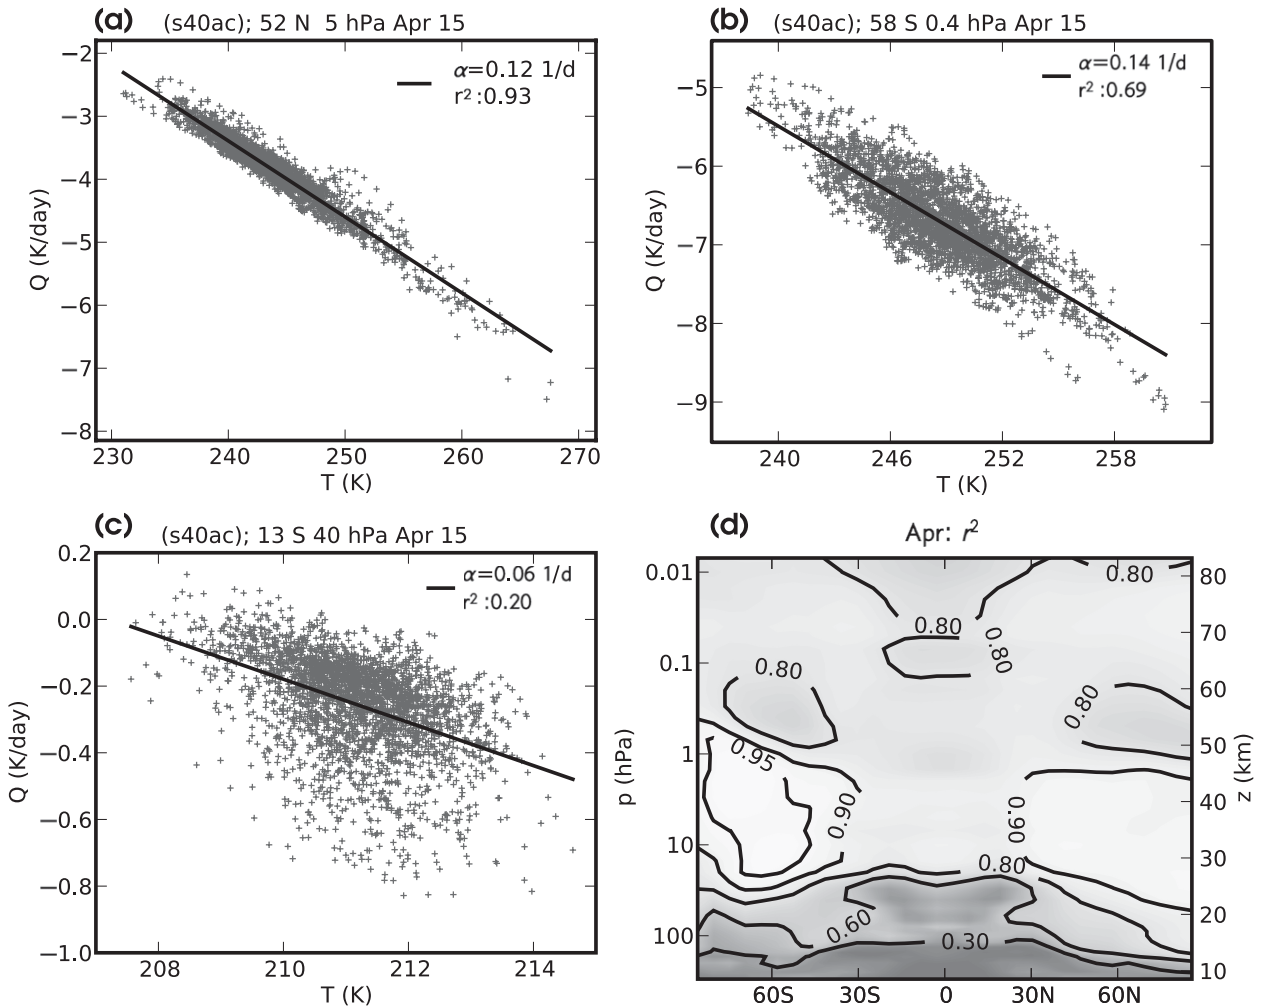 (a) (s40ac); 52 N 5 hPa Apr 15
α=0.12 1/d
r² :0.93
−2
−3
−4
−5
−6
−7
−8
Q (K/day)
230 240 250 260 270
T (K)
(b) (s40ac); 58 S 0.4 hPa Apr 15
α=0.14 1/d
r² :0.69
−5
−6
−7
−8
−9
Q (K/day)
240 246 252 258
T (K)
(c) (s40ac); 13 S 40 hPa Apr 15
α=0.06 1/d
r² :0.20
0.2
0.0
−0.2
−0.4
−0.6
−0.8
−1.0
Q (K/day)
208 210 212 214
T (K)
(d) Apr: r²
0.01
0.1
1
10
100
p (hPa)
80
70
60
50
40
30
20
10
z (km)
0.80
0.80
0.80
0.80
0.80
0.95
0.90
0.90
0.80
0.60
0.30
60S 30S 0 30N 60N